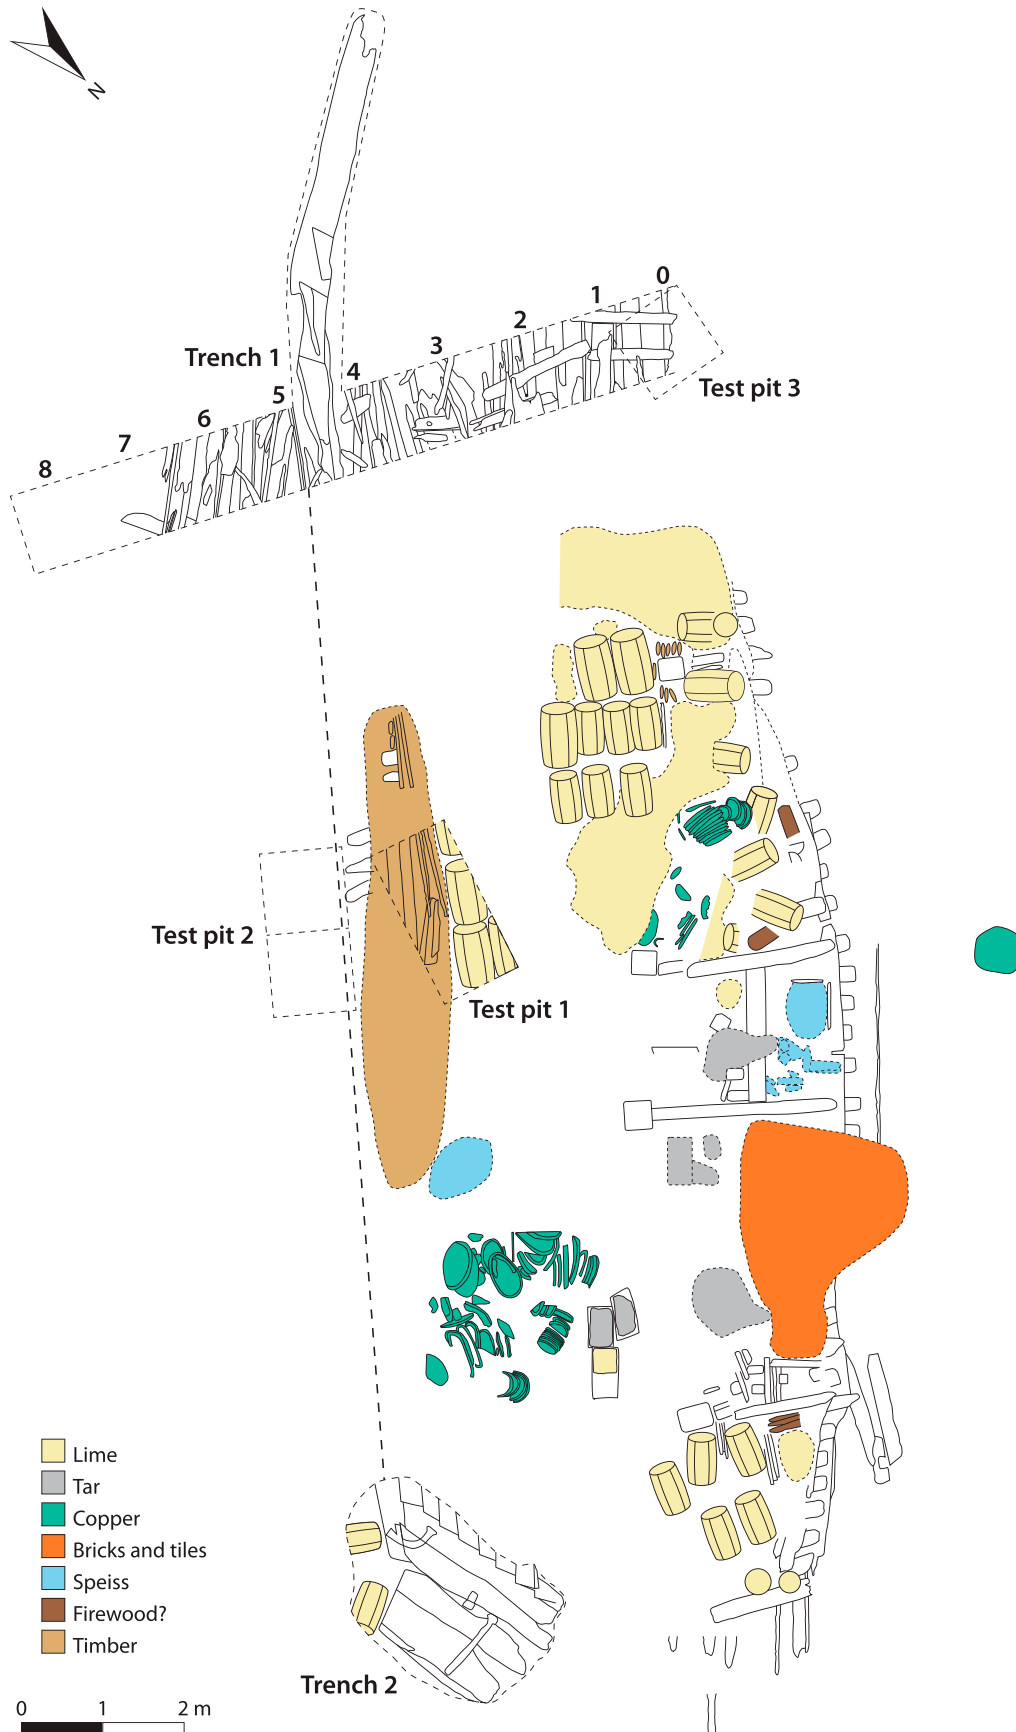 N
0
1
2
3
Trench 1
4
Test pit 3
5
6
7
8
Test pit 2
Test pit 1
Lime
Tar
Copper
Bricks and tiles
Speiss
Firewood?
Timber
Trench 2
0 1 2 m